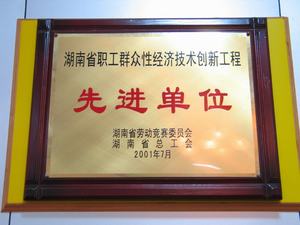 湖南省职工群众性经济技术创新工程
先进单位
湖南省劳动竞赛委员会
湖南省总工会
2001年7月